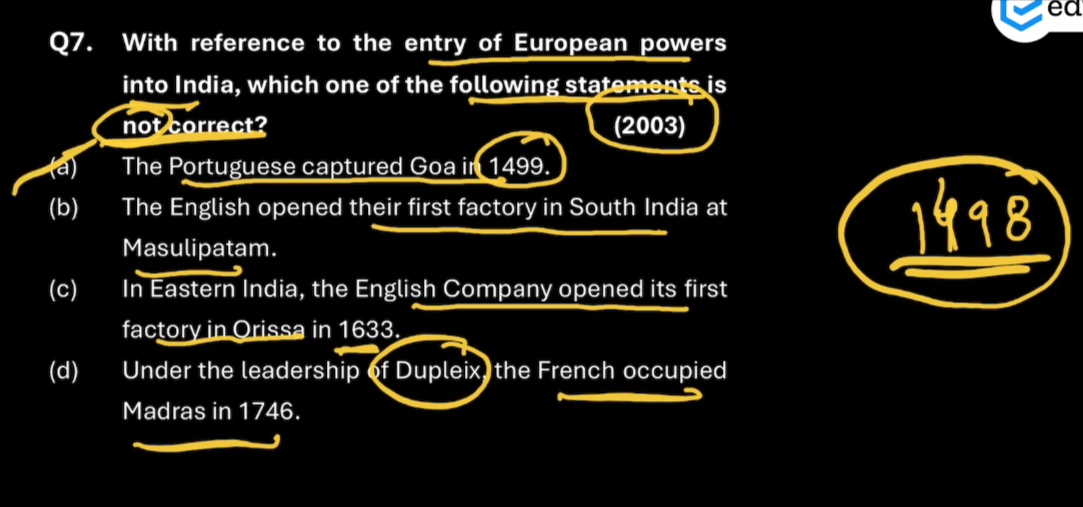 ed
Q7. With reference to the entry of European powers
into India, which one of the following statements is
not correct? (2003)
(a) The Portuguese captured Goa in 1499.
(b) The English opened their first factory in South India at
Masulipatam.
(c) In Eastern India, the English Company opened its first
factory in Orissa in 1633.
(d) Under the leadership of Dupleix, the French occupied
Madras in 1746.
1498